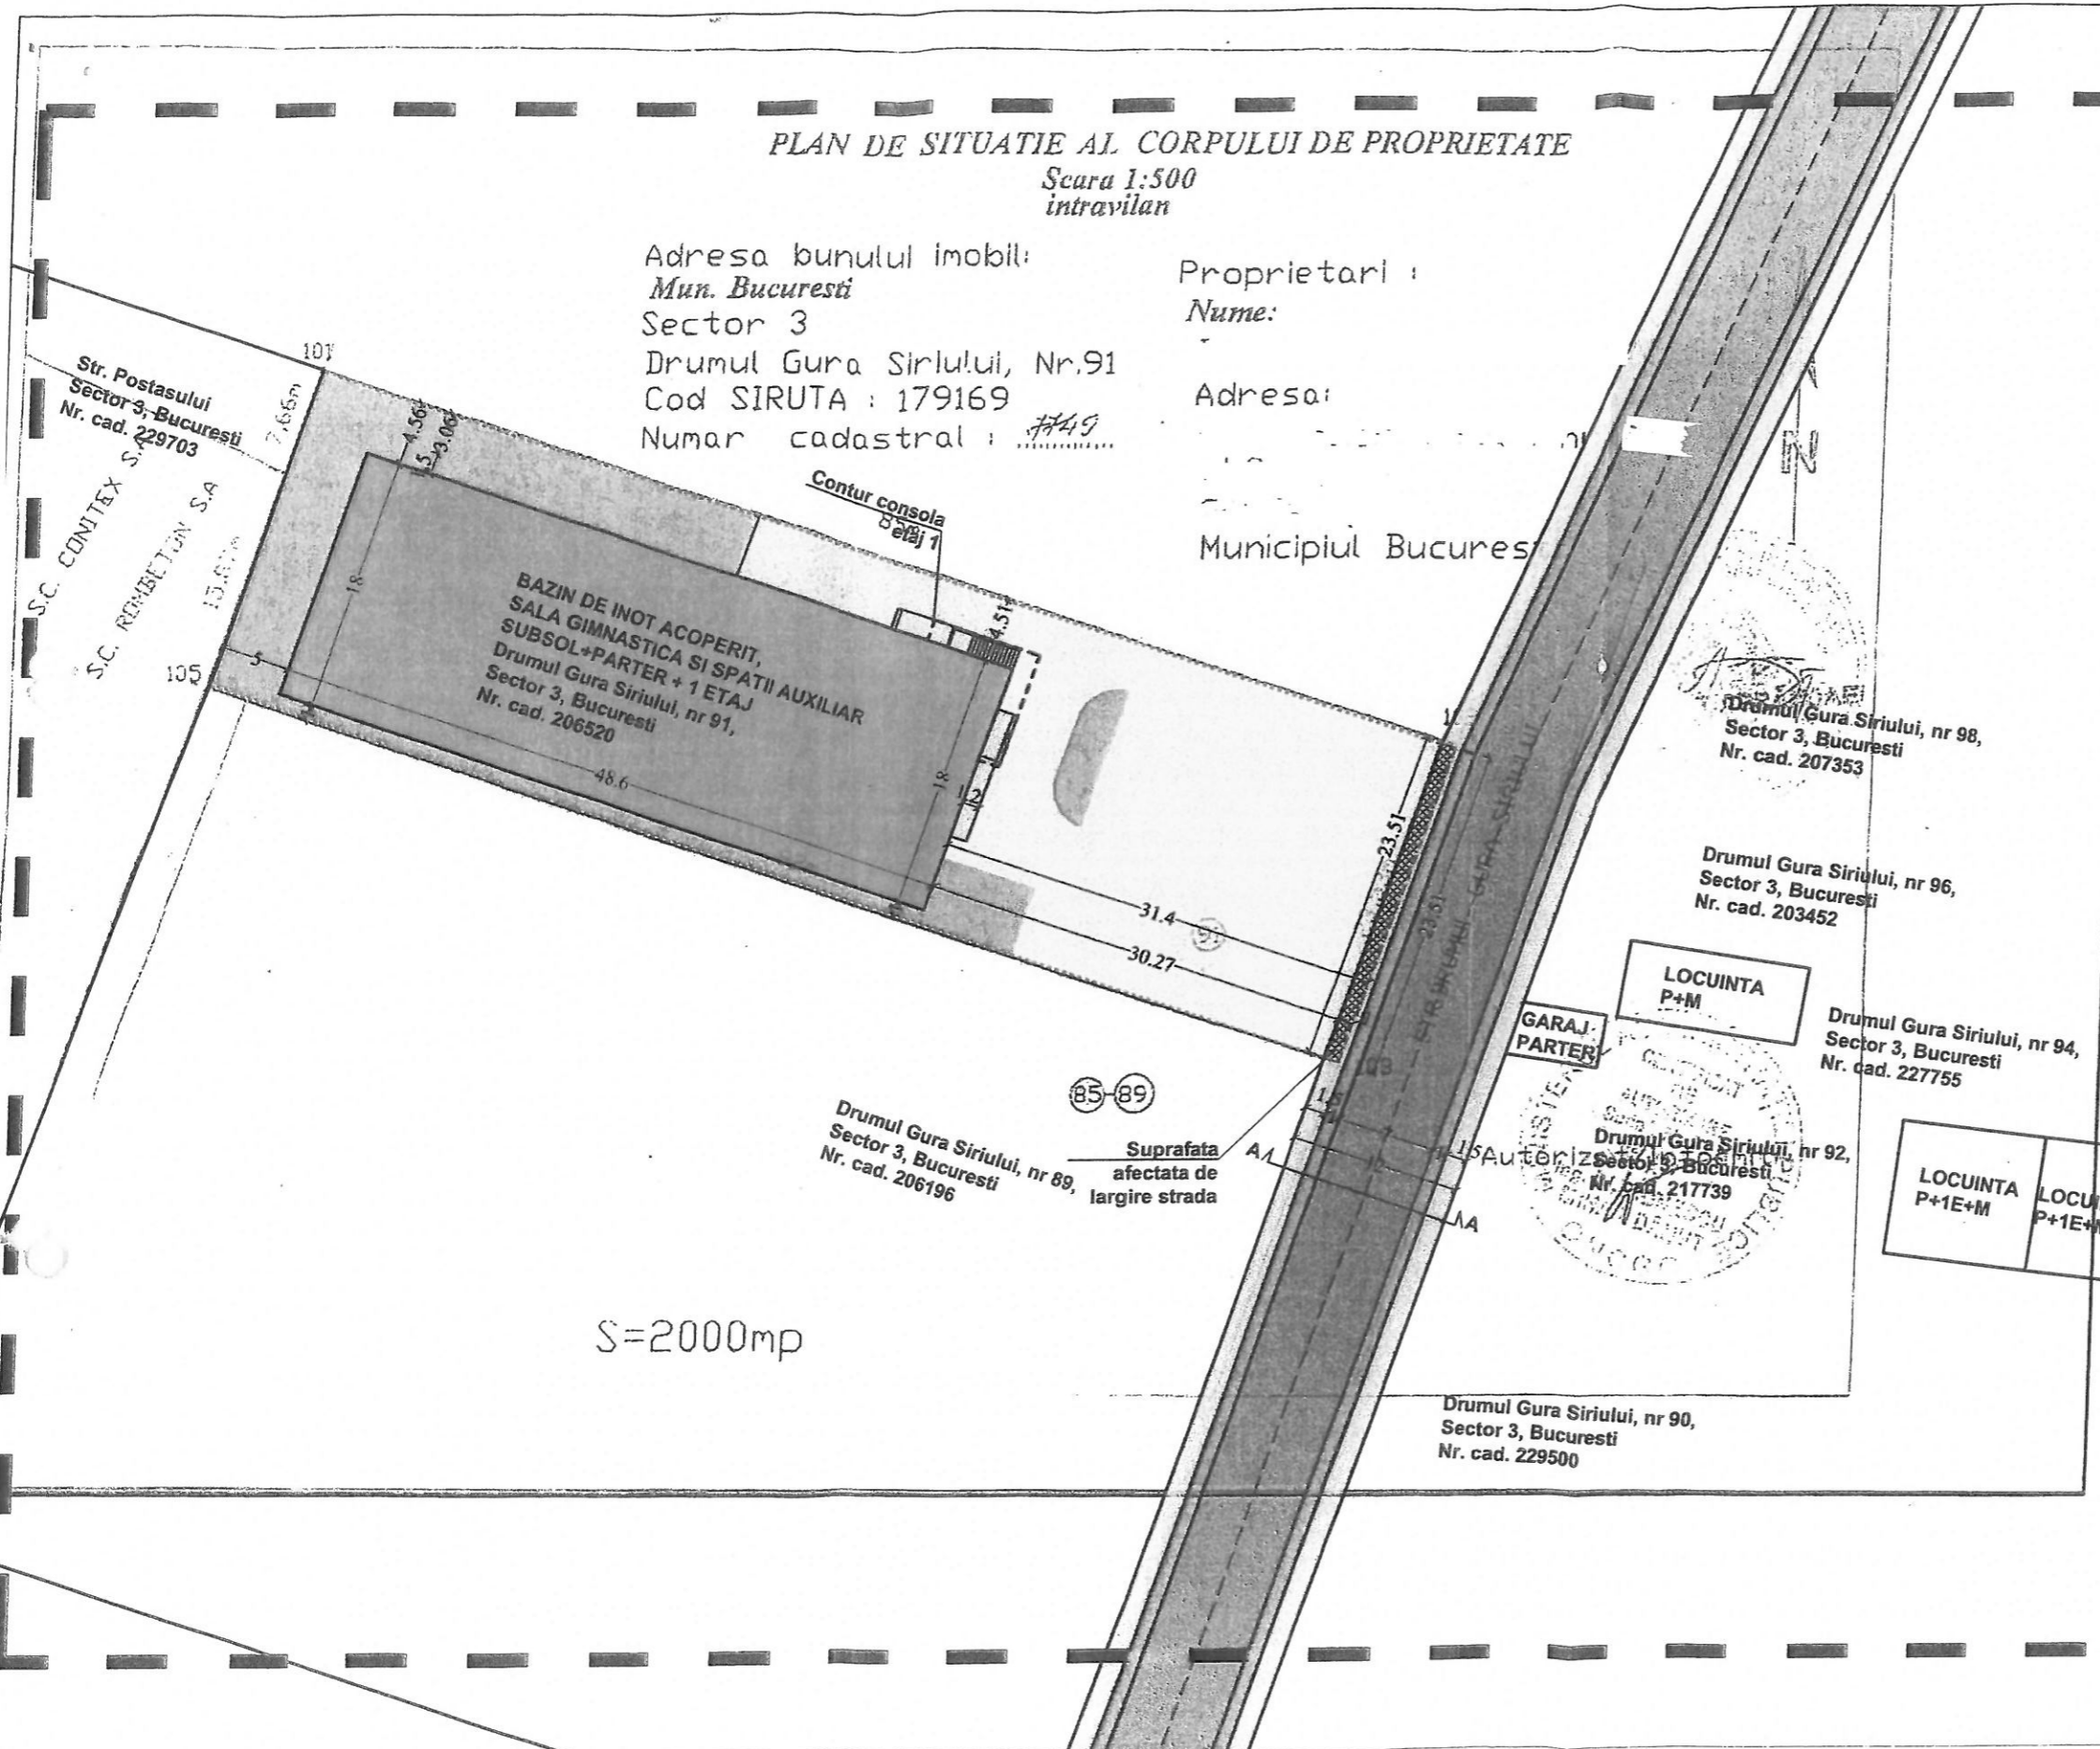 PLAN DE SITUATIE AL CORPULUI DE PROPRIETATE
Scara 1:500
intravilan
Adresa bunului imobil:
Mun. Bucuresti
Sector 3
Drumul Gura Siriului, Nr.91
Cod SIRUTA : 179169
Numar cadastral :
Proprietari :
Nume:
Adresa:
Municipiul Bucures
N
101
Str. Postasului
Sector 3, Bucuresti
Nr. cad. 229703
7,66m
S.C. CONITEX S.A
S.C. ROMBETON S.A
105
4.56
3.06
Contur consola
etaj 1
4.51
18
BAZIN DE INOT ACOPERIT,
SALA GIMNASTICA SI SPATII AUXILIAR
SUBSOL+PARTER + 1 ETAJ
Drumul Gura Siriului, nr 91,
Sector 3, Bucuresti
Nr. cad. 206520
5
2
48.6
18
1.2
23.51
23.51
31.4
91
30.27
GURA SIRIULUI
Drumul Gura Siriului, nr 98,
Sector 3, Bucuresti
Nr. cad. 207353
Drumul Gura Siriului, nr 96,
Sector 3, Bucuresti
Nr. cad. 203452
LOCUINTA
P+M
GARAJ
PARTER
Drumul Gura Siriului, nr 94,
Sector 3, Bucuresti
Nr. cad. 227755
85-89
Drumul Gura Siriului, nr 89,
Sector 3, Bucuresti
Nr. cad. 206196
Suprafata
afectata de
largire strada
A
A
Drumul Gura Siriului, nr 92,
Sector 3, Bucuresti
Nr. cad. 217739
LOCUINTA
P+1E+M
LOCUI
P+1E+M
S=2000mp
Drumul Gura Siriului, nr 90,
Sector 3, Bucuresti
Nr. cad. 229500